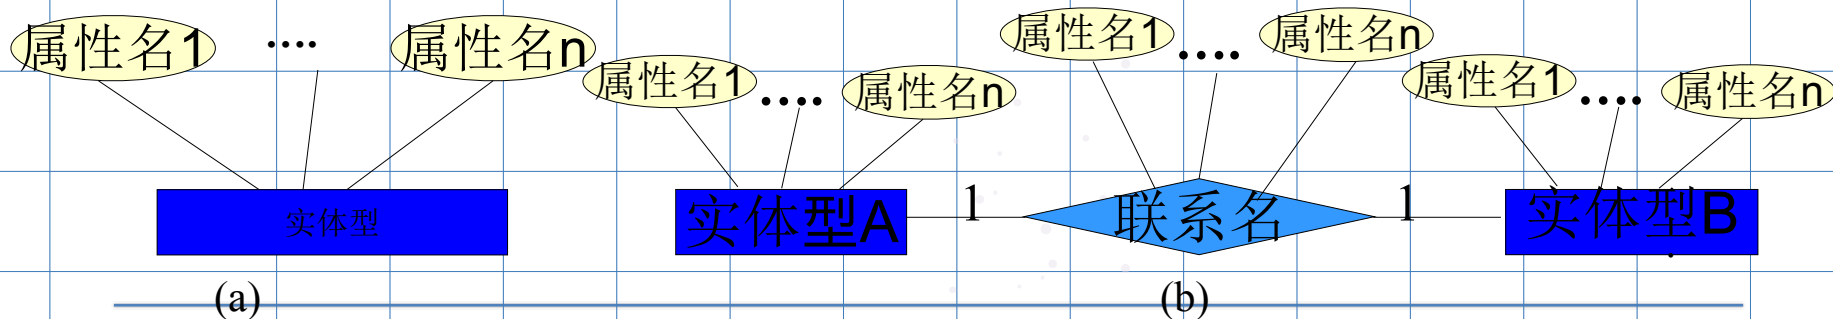 属性名1 .... 属性名n
属性名1 .... 属性名n
属性名1 .... 属性名n
属性名1 .... 属性名n
实体型
实体型A 1 联系名 1 实体型B
(a) (b)